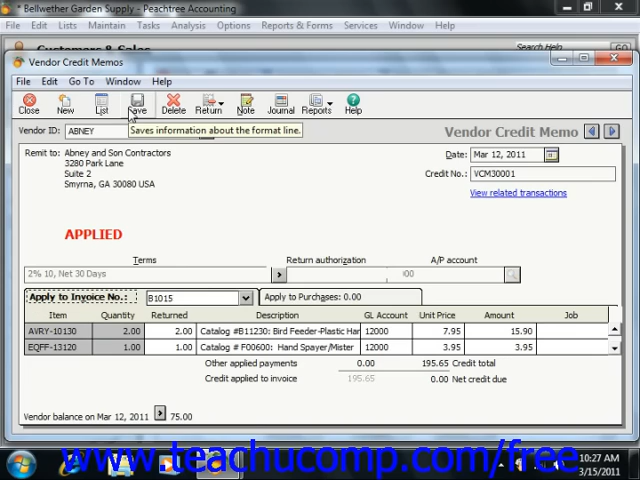 * Bellwether Garden Supply - Peachtree Accounting
File Edit Lists Maintain Tasks Analysis Options Reports & Forms Services Window Help
Customers & Sales
Search Help
GO
Vendor Credit Memos
File Edit Go To Window Help
Close New List Save Delete Return Note Journal Reports Help
Vendor ID: ABNEY
Saves information about the format line.
Vendor Credit Memo
Remit to: Abney and Son Contractors
3280 Park Lane
Suite 2
Smyrna, GA 30080 USA
Date: Mar 12, 2011
Credit No.: VCM30001
View related transactions
APPLIED
Terms Return authorization A/P account
2% 10, Net 30 Days
Apply to Invoice No.: B1015 Apply to Purchases: 0.00
Item Quantity Returned Description GL Account Unit Price Amount Job
AVRY-10130 2.00 2.00 Catalog #B11230: Bird Feeder-Plastic Har 12000 7.95 15.90
EQFF-13120 1.00 1.00 Catalog # F00600: Hand Spayer/Mister 12000 3.95 3.95
Other applied payments 0.00 195.65 Credit total
Credit applied to invoice 195.65 0.00 Net credit due
Vendor balance on Mar 12, 2011 75.00
www.teachucomp.com/free
10:27 AM
3/15/2011